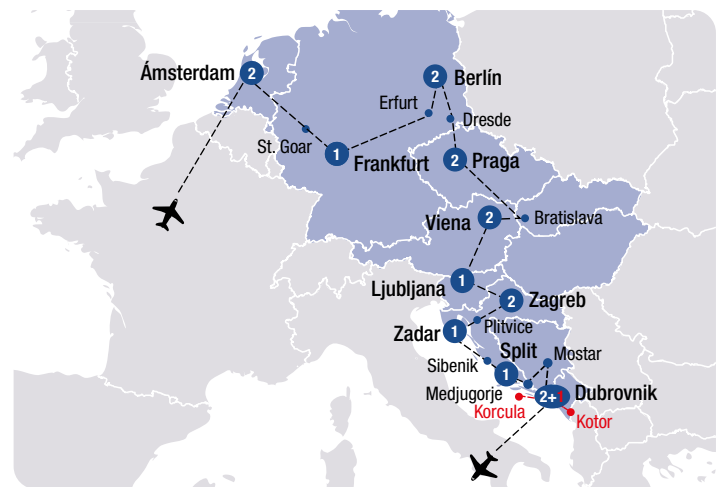 Ámsterdam
2
2
Berlín
Erfurt
Dresde
St. Goar
1
Frankfurt
2
Praga
Viena
2
Bratislava
Ljubljana
1
2
Zagreb
Plitvice
Zadar
1
Split
Mostar
Sibenik
1
Medjugorje
2+1
Dubrovnik
Korcula
Kotor